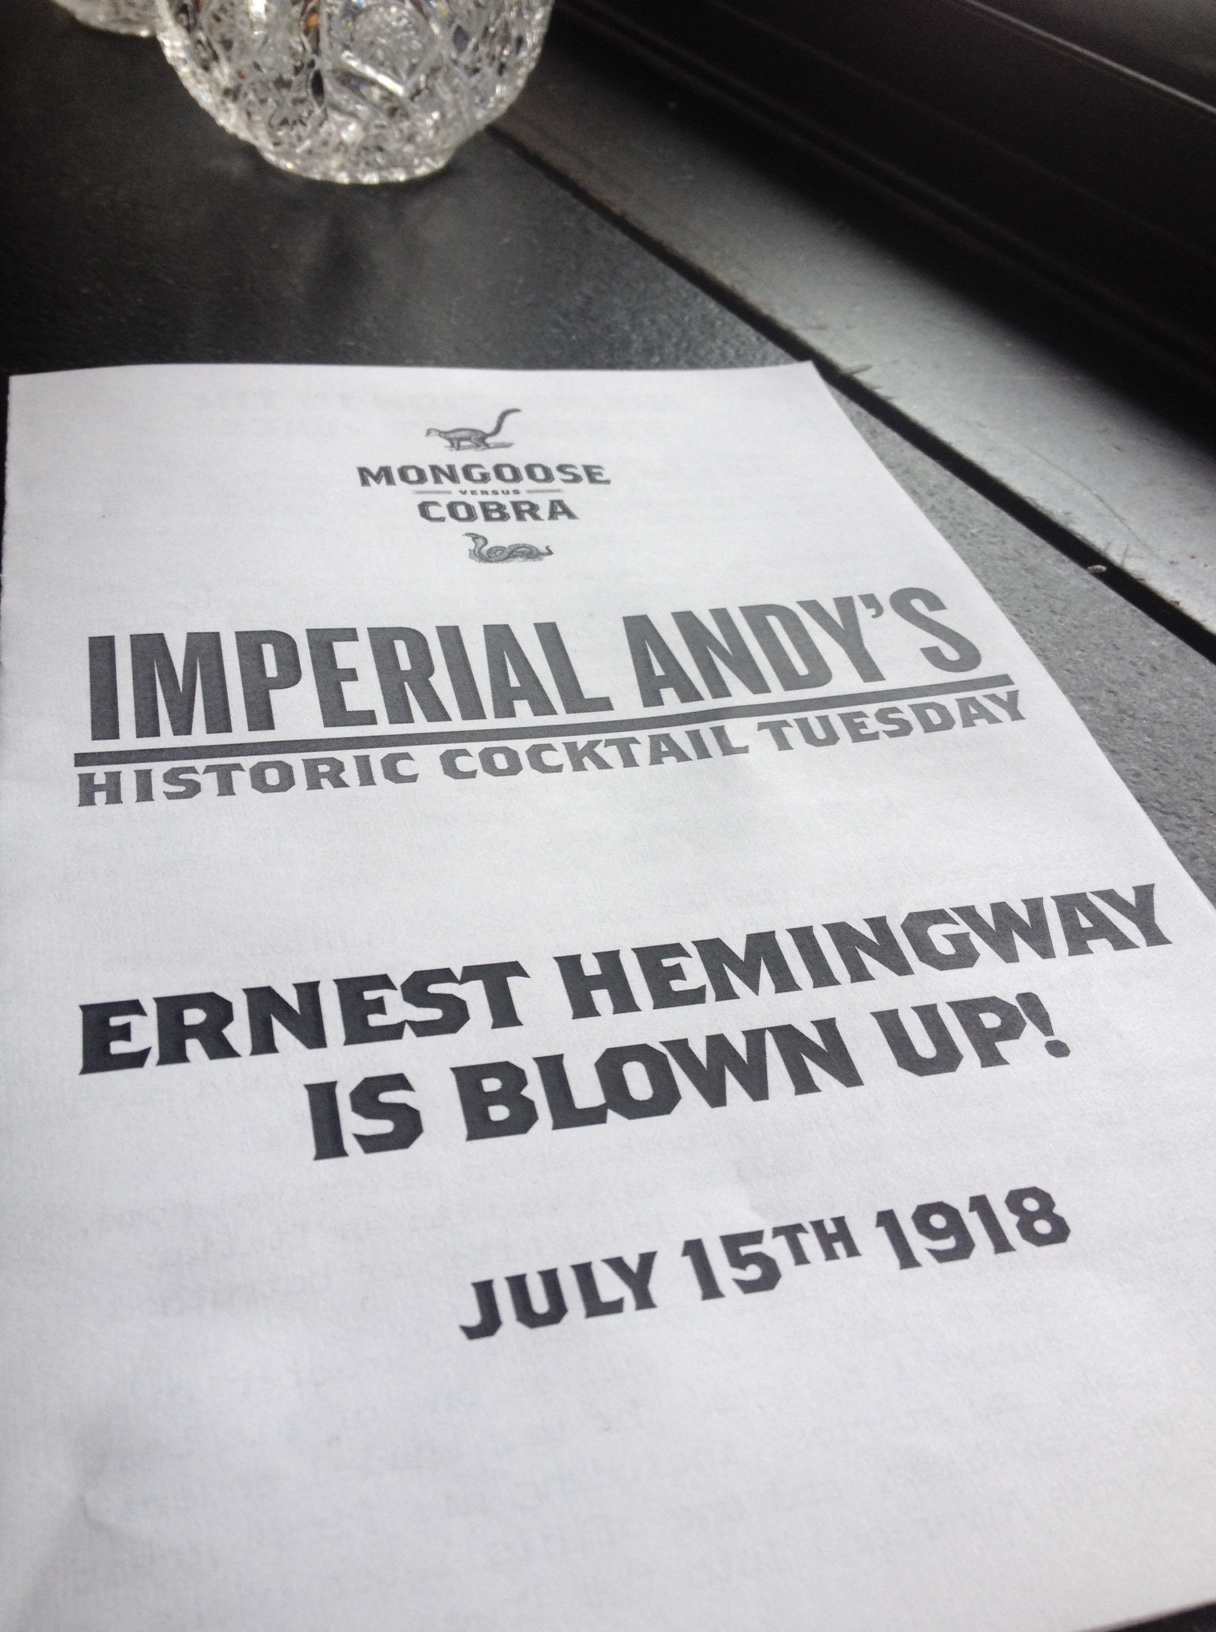 MONGOOSE
VERSUS
COBRA
IMPERIAL ANDY'S
HISTORIC COCKTAIL TUESDAY
ERNEST HEMINGWAY
IS BLOWN UP!
JULY 15TH 1918